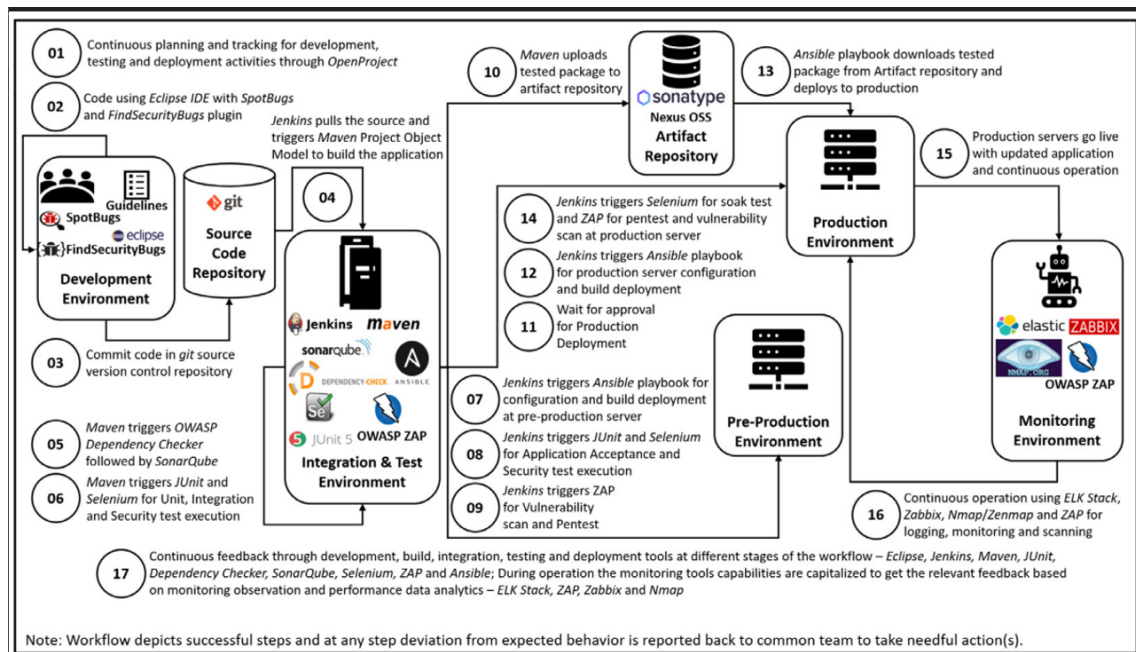 01
Continuous planning and tracking for development,
testing and deployment activities through OpenProject
02
Code using Eclipse IDE with SpotBugs
and FindSecurityBugs plugin
Guidelines
SpotBugs
eclipse
FindSecurityBugs
Development
Environment
03
Commit code in git source
version control repository
git
Source
Code
Repository
Jenkins pulls the source and
triggers Maven Project Object
Model to build the application
04
Jenkins
maven
sonarqube
DEPENDENCY-CHECK
ANSIBLE
Se
JUnit 5
OWASP ZAP
Integration & Test
Environment
05
Maven triggers OWASP
Dependency Checker
followed by SonarQube
06
Maven triggers JUnit and
Selenium for Unit, Integration
and Security test execution
07
Jenkins triggers Ansible playbook for
configuration and build deployment
at pre-production server
08
Jenkins triggers JUnit and Selenium
for Application Acceptance and
Security test execution
09
Jenkins triggers ZAP
for Vulnerability
scan and Pentest
Pre-Production
Environment
10
Maven uploads
tested package to
artifact repository
sonatype
Nexus OSS
Artifact
Repository
11
Wait for approval
for Production
Deployment
12
Jenkins triggers Ansible playbook
for production server configuration
and build deployment
13
Ansible playbook downloads tested
package from Artifact repository and
deploys to production
14
Jenkins triggers Selenium for soak test
and ZAP for pentest and vulnerability
scan at production server
Production
Environment
15
Production servers go live
with updated application
and continuous operation
elastic
ZABBIX
NMAP.ORG
OWASP ZAP
Monitoring
Environment
16
Continuous operation using ELK Stack,
Zabbix, Nmap/Zenmap and ZAP for
logging, monitoring and scanning
17
Continuous feedback through development, build, integration, testing and deployment tools at different stages of the workflow – Eclipse, Jenkins, Maven, JUnit,
Dependency Checker, SonarQube, Selenium, ZAP and Ansible; During operation the monitoring tools capabilities are capitalized to get the relevant feedback based
on monitoring observation and performance data analytics – ELK Stack, ZAP, Zabbix and Nmap
Note: Workflow depicts successful steps and at any step deviation from expected behavior is reported back to common team to take needful action(s).